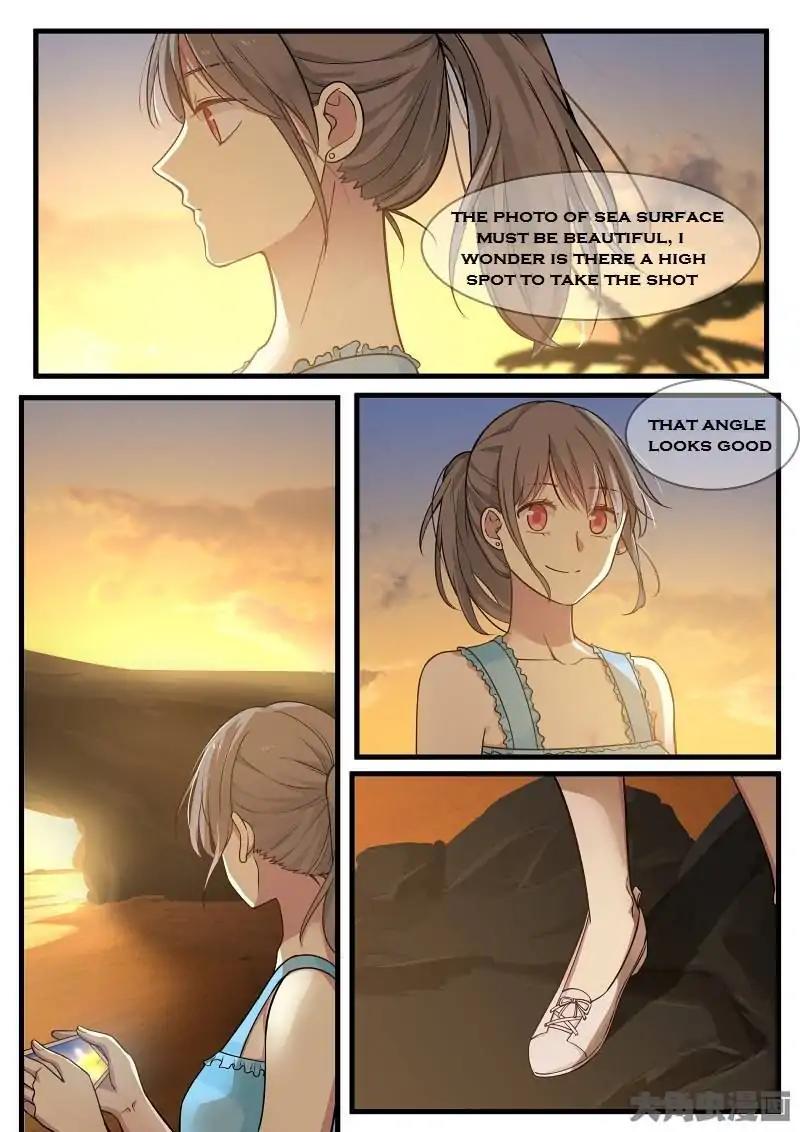 THE PHOTO OF SEA SURFACE
MUST BE BEAUTIFUL, I
WONDER IS THERE A HIGH
SPOT TO TAKE THE SHOT
THAT ANGLE
LOOKS GOOD
大角虫漫画